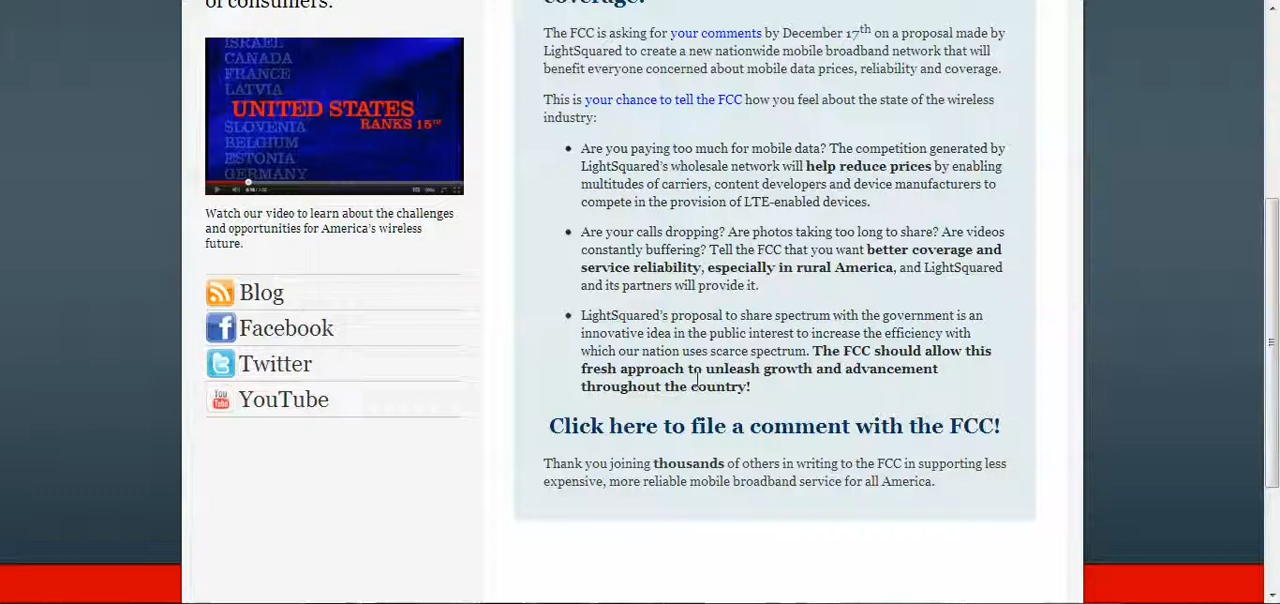 of consumers.
ISRAEL
CANADA
FRANCE
LATVIA
UNITED STATES
RANKS 15TH
SLOVENIA
BELGIUM
ESTONIA
GERMANY
Watch our video to learn about the challenges
and opportunities for America's wireless
future.
Blog
Facebook
Twitter
YouTube
coverage.
The FCC is asking for your comments by December 17th on a proposal made by
LightSquared to create a new nationwide mobile broadband network that will
benefit everyone concerned about mobile data prices, reliability and coverage.
This is your chance to tell the FCC how you feel about the state of the wireless
industry:
Are you paying too much for mobile data? The competition generated by
LightSquared's wholesale network will help reduce prices by enabling
multitudes of carriers, content developers and device manufacturers to
compete in the provision of LTE-enabled devices.
Are your calls dropping? Are photos taking too long to share? Are videos
constantly buffering? Tell the FCC that you want better coverage and
service reliability, especially in rural America, and LightSquared
and its partners will provide it.
LightSquared's proposal to share spectrum with the government is an
innovative idea in the public interest to increase the efficiency with
which our nation uses scarce spectrum. The FCC should allow this
fresh approach to unleash growth and advancement
throughout the country!
Click here to file a comment with the FCC!
Thank you joining thousands of others in writing to the FCC in supporting less
expensive, more reliable mobile broadband service for all America.